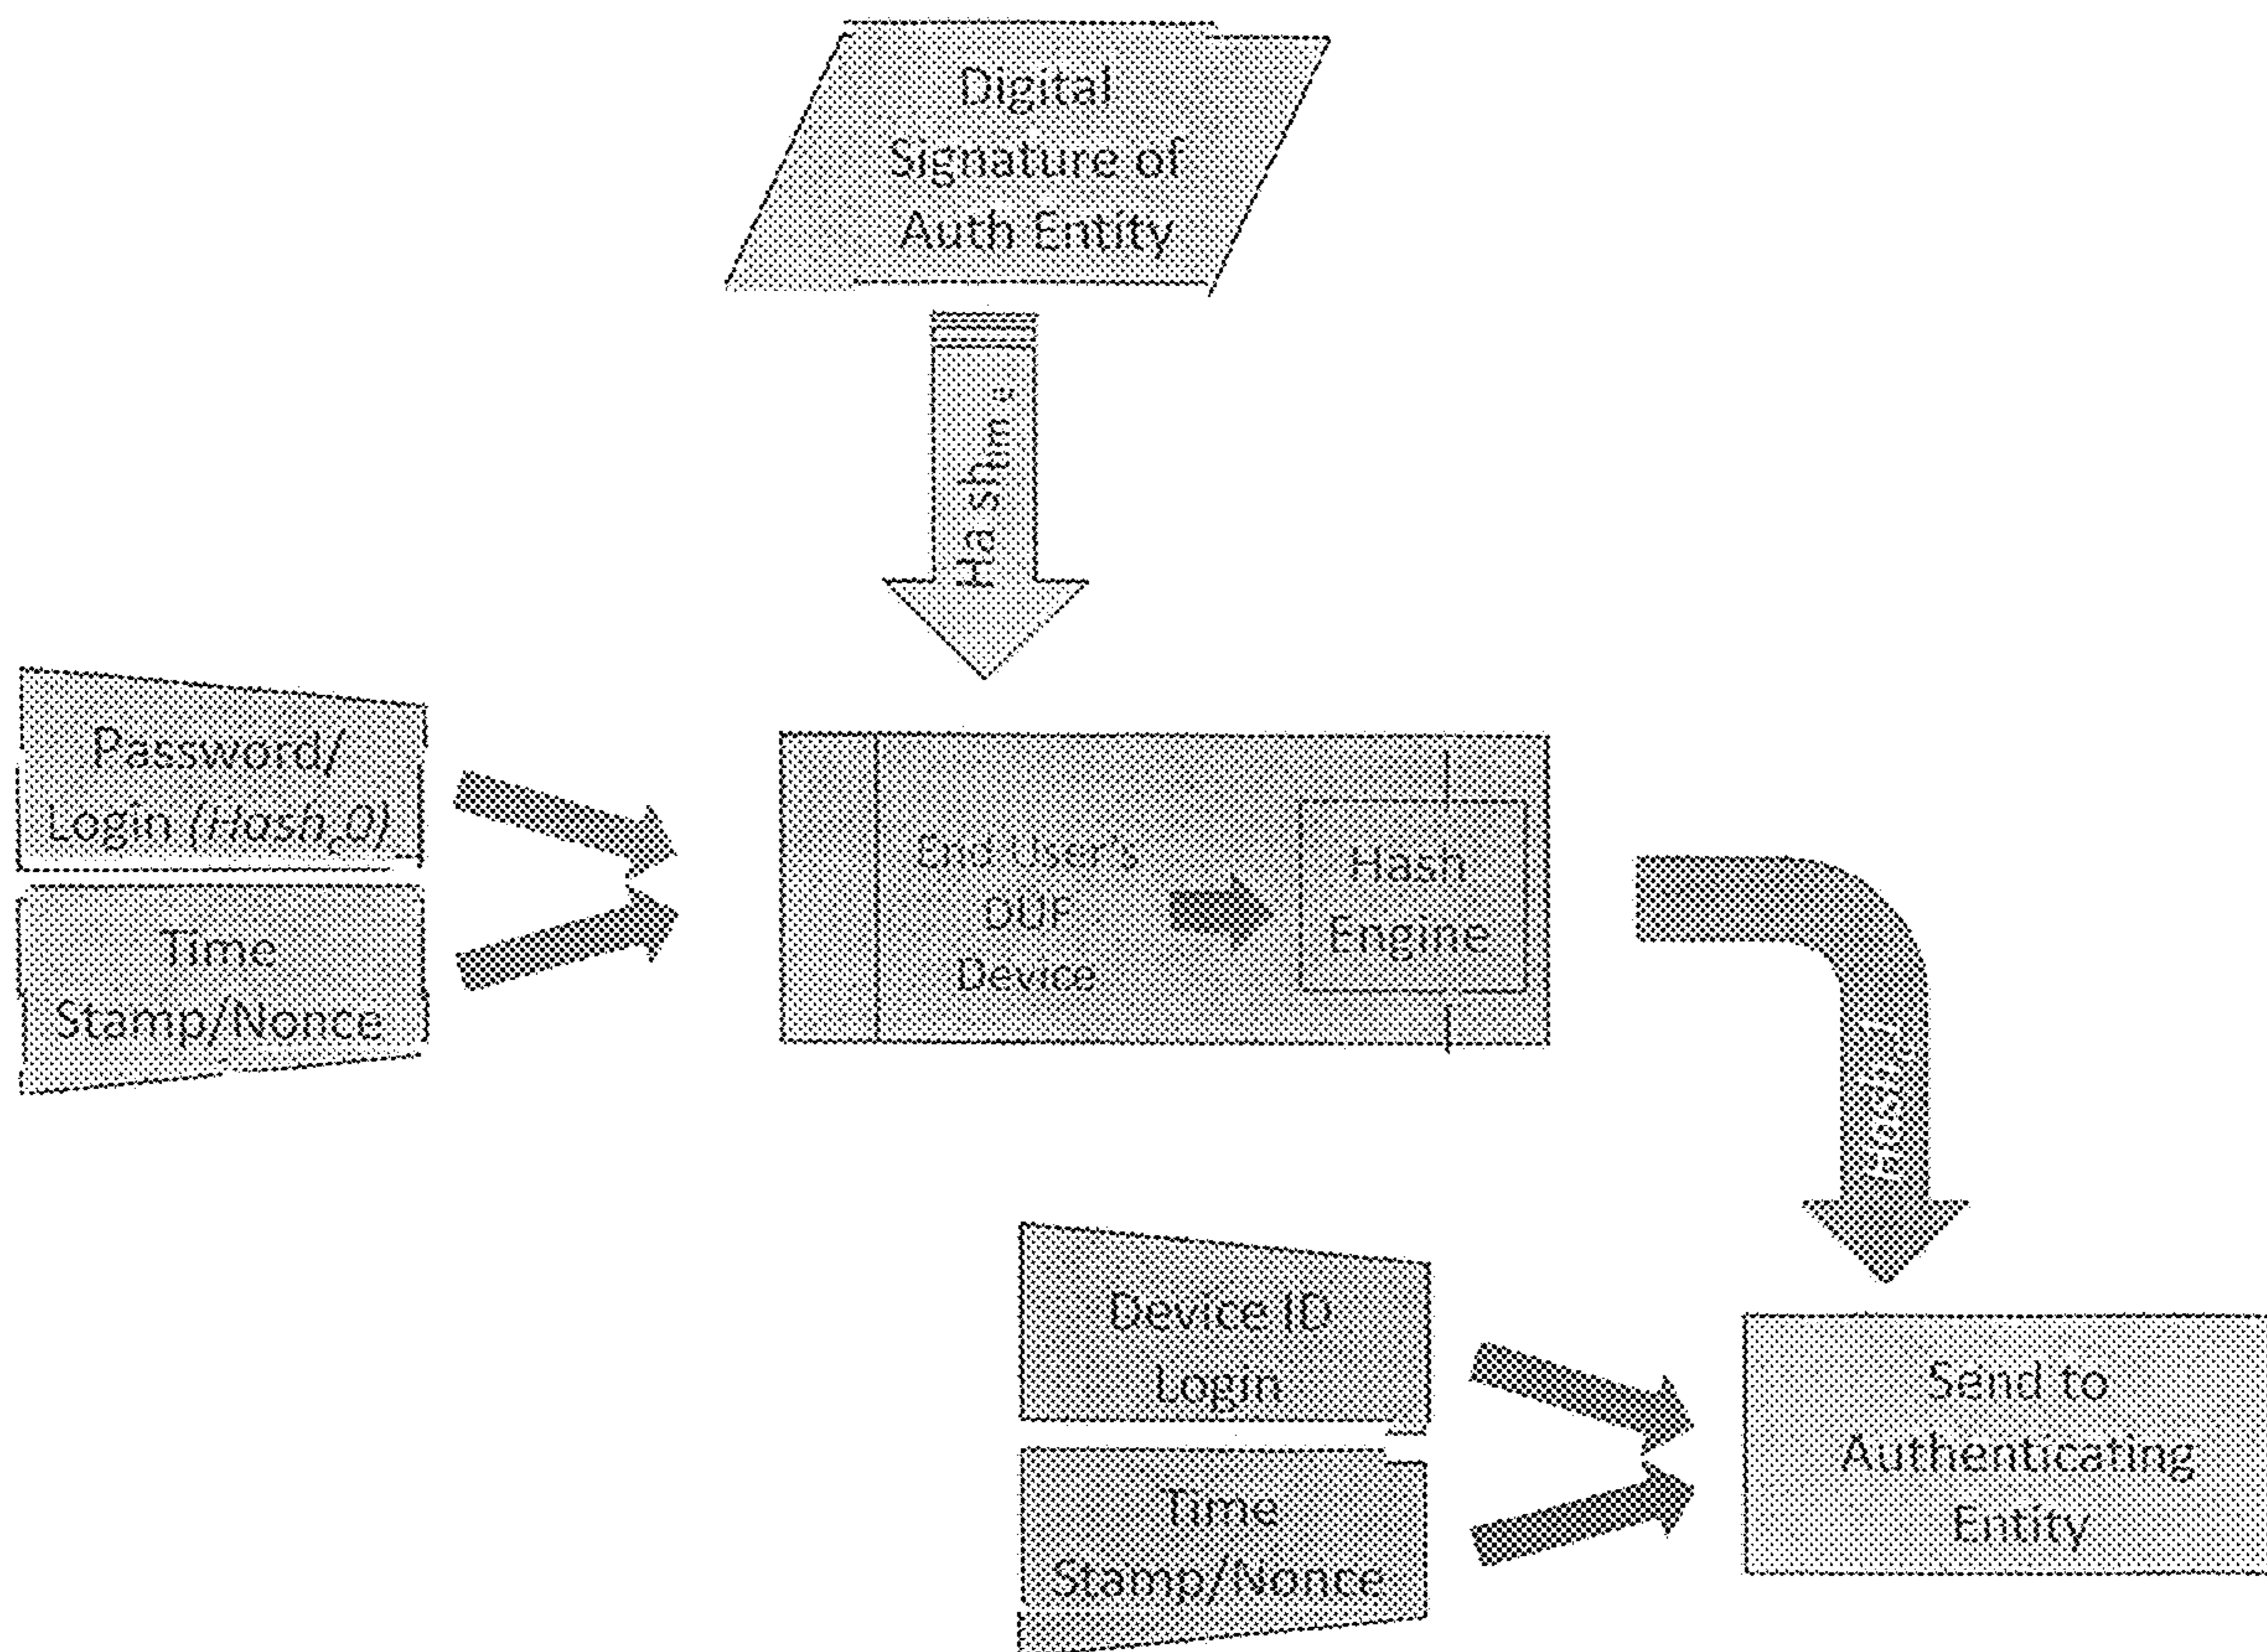 Digital
Signature of
Auth Entity
Password/
Login (Hash,0)
Time
Stamp/Nonce
End User's
Device
Hash
Engine
Device ID
Login
Time
Stamp/Nonce
Send to
Authenticating
Entity